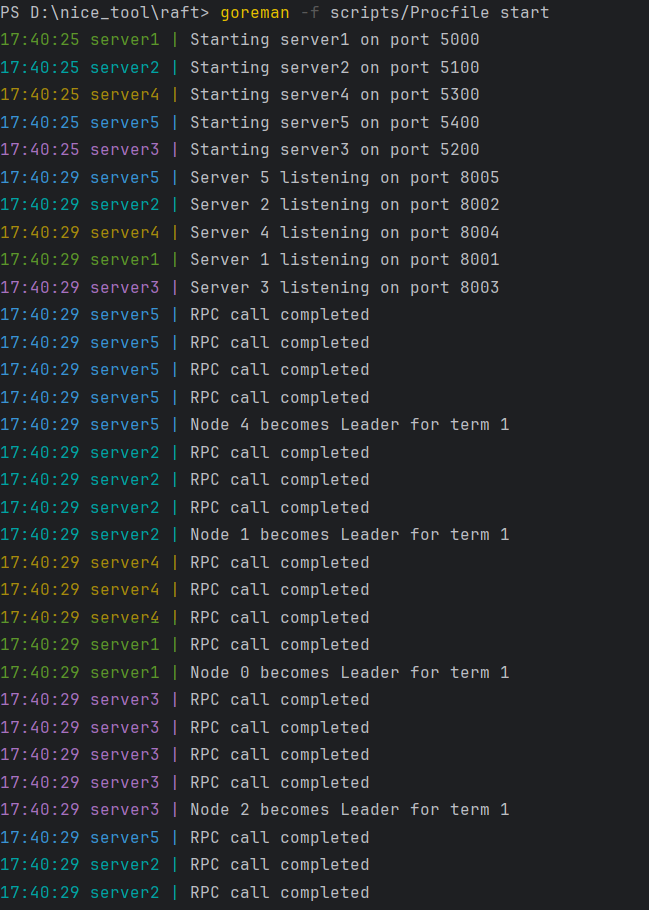 PS D:\nice_tool\raft> goreman -f scripts/Procfile start
17:40:25 server1 | Starting server1 on port 5000
17:40:25 server2 | Starting server2 on port 5100
17:40:25 server4 | Starting server4 on port 5300
17:40:25 server5 | Starting server5 on port 5400
17:40:25 server3 | Starting server3 on port 5200
17:40:29 server5 | Server 5 listening on port 8005
17:40:29 server2 | Server 2 listening on port 8002
17:40:29 server4 | Server 4 listening on port 8004
17:40:29 server1 | Server 1 listening on port 8001
17:40:29 server3 | Server 3 listening on port 8003
17:40:29 server5 | RPC call completed
17:40:29 server5 | RPC call completed
17:40:29 server5 | RPC call completed
17:40:29 server5 | RPC call completed
17:40:29 server5 | Node 4 becomes Leader for term 1
17:40:29 server2 | RPC call completed
17:40:29 server2 | RPC call completed
17:40:29 server2 | RPC call completed
17:40:29 server2 | Node 1 becomes Leader for term 1
17:40:29 server4 | RPC call completed
17:40:29 server4 | RPC call completed
17:40:29 server4 | RPC call completed
17:40:29 server1 | RPC call completed
17:40:29 server1 | Node 0 becomes Leader for term 1
17:40:29 server3 | RPC call completed
17:40:29 server3 | RPC call completed
17:40:29 server3 | RPC call completed
17:40:29 server3 | RPC call completed
17:40:29 server3 | Node 2 becomes Leader for term 1
17:40:29 server5 | RPC call completed
17:40:29 server2 | RPC call completed
17:40:29 server2 | RPC call completed